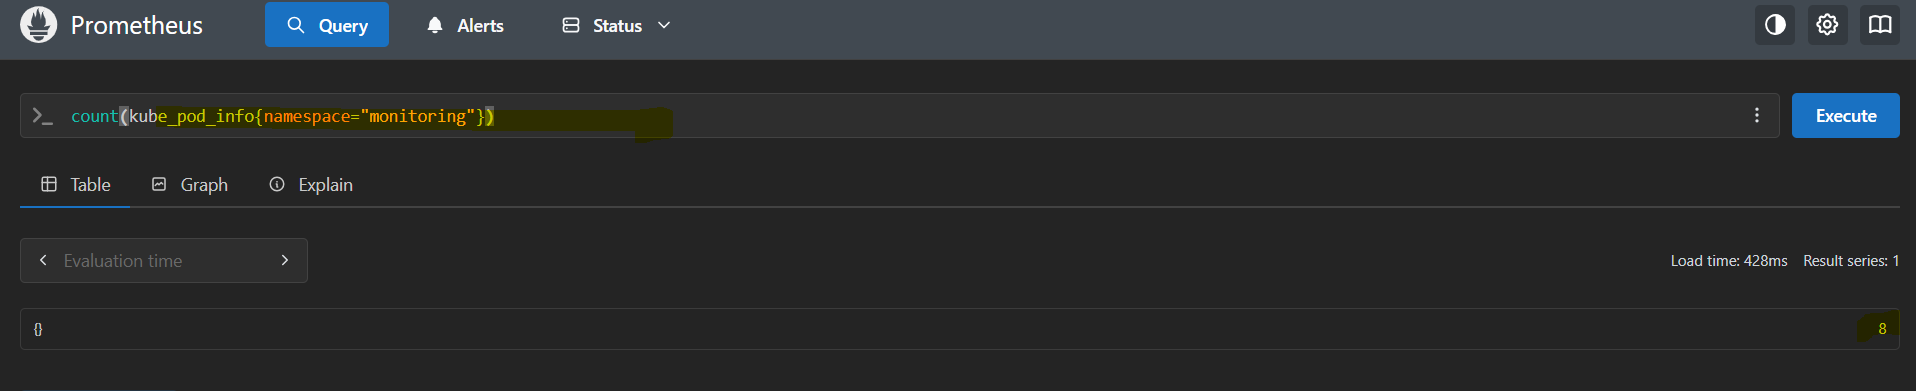 Prometheus Query Alerts Status
count(kube_pod_info{namespace="monitoring"})
Execute
Table Graph Explain
Evaluation time
Load time: 428ms Result series: 1
{} 8